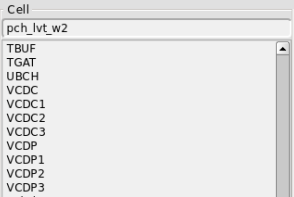 Cell
pch_lvt_w2
TBUF
TGAT
UBCH
VCDC
VCDC1
VCDC2
VCDC3
VCDP
VCDP1
VCDP2
VCDP3